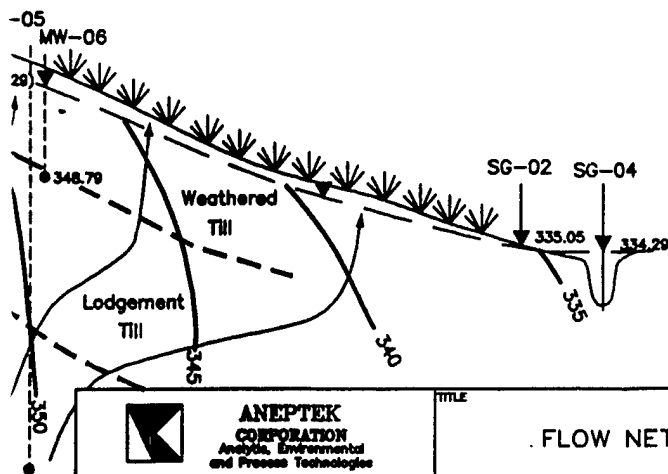 -05
MW-06
29)
348.79
Weathered
Till
SG-02
SG-04
335.05
334.29
Lodgement
Till
345
340
335
350
TITLE
ANEPTEK
CORPORATION
Analytic, Environmental
and Process Technologies
. FLOW NET